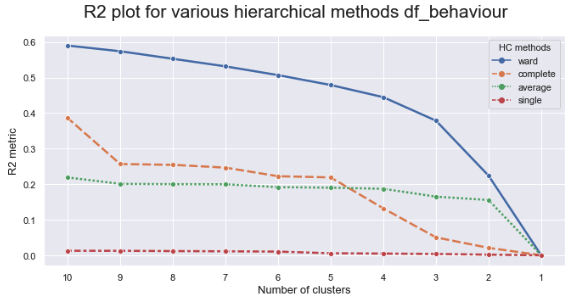 R2 plot for various hierarchical methods df_behaviour
HC methods
ward
complete
average
single
R2 metric
0.6
0.5
0.4
0.3
0.2
0.1
0.0
10 9 8 7 6 5 4 3 2 1
Number of clusters